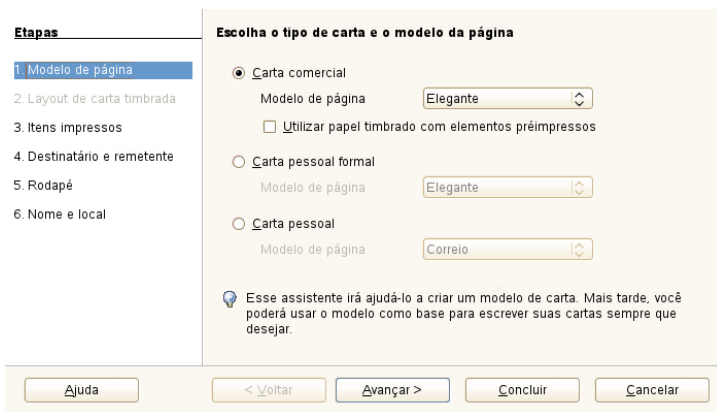 Etapas
1. Modelo de página
2. Layout de carta timbrada
3. Itens impressos
4. Destinatário e remetente
5. Rodapé
6. Nome e local
Escolha o tipo de carta e o modelo da página
Carta comercial
Modelo de página Elegante
Utilizar papel timbrado com elementos préimpressos
Carta pessoal formal
Modelo de página Elegante
Carta pessoal
Modelo de página Correio
Esse assistente irá ajudá-lo a criar um modelo de carta. Mais tarde, você
poderá usar o modelo como base para escrever suas cartas sempre que
desejar.
Ajuda < Voltar Avançar > Concluir Cancelar